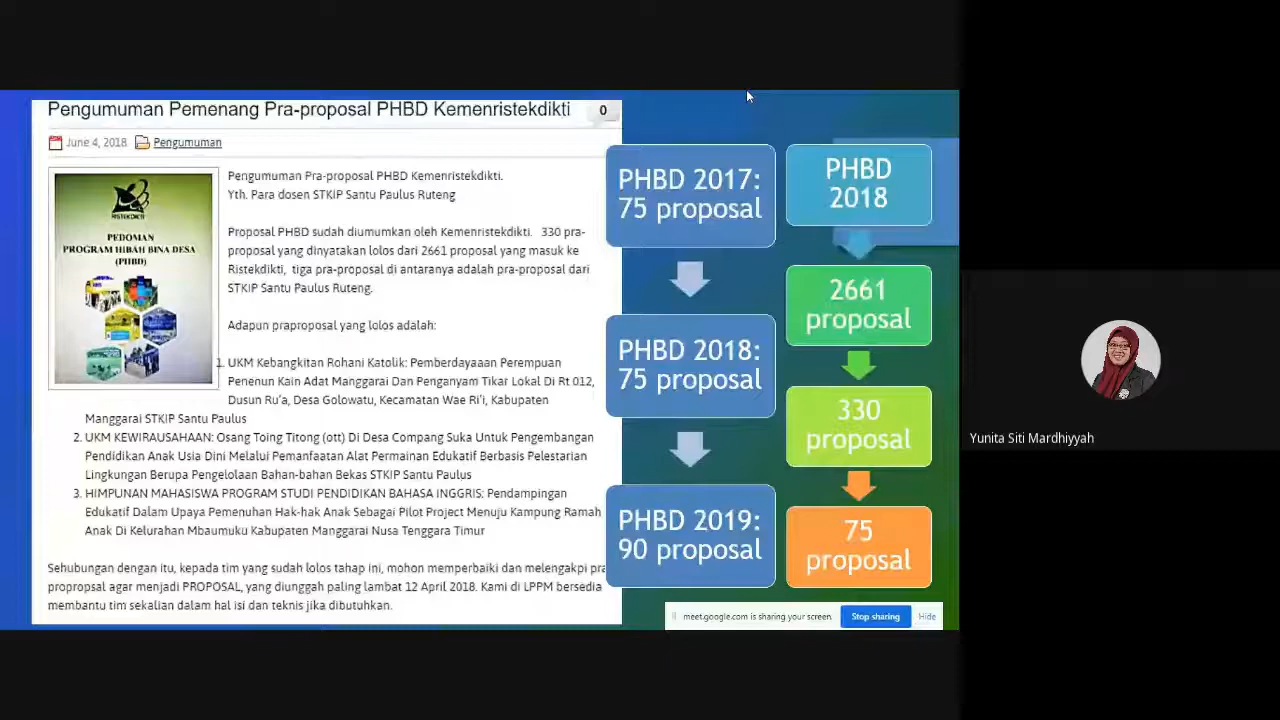 Pengumuman Pemenang Pra-proposal PHBD Kemenristekdikti
0
June 4, 2018
Pengumuman
RISTEKDIKTI
PEDOMAN
PROGRAM HIBAH BINA DESA
(PHBD)
Pengumuman Pra-proposal PHBD Kemenristekdikti.
Yth. Para dosen STKIP Santu Paulus Ruteng
Proposal PHBD sudah diumumkan oleh Kemenristekdikti. 330 pra-
proposal yang dinyatakan lolos dari 2661 proposal yang masuk ke
Ristekdikti, tiga pra-proposal di antaranya adalah pra-proposal dari
STKIP Santu Paulus Ruteng.
Adapun praproposal yang lolos adalah:
1. UKM Kebangkitan Rohani Katolik: Pemberdayaaan Perempuan
Penenun Kain Adat Manggarai Dan Penganyam Tikar Lokal Di Rt 012,
Dusun Ru'a, Desa Golowatu, Kecamatan Wae Ri'i, Kabupaten
Manggarai STKIP Santu Paulus
2. UKM KEWIRAUSAHAAN: Osang Toing Titong (ott) Di Desa Compang Suka Untuk Pengembangan
Pendidikan Anak Usia Dini Melalui Pemanfaatan Alat Permainan Edukatif Berbasis Pelestarian
Lingkungan Berupa Pengelolaan Bahan-bahan Bekas STKIP Santu Paulus
3. HIMPUNAN MAHASISWA PROGRAM STUDI PENDIDIKAN BAHASA INGGRIS: Pendampingan
Edukatif Dalam Upaya Pemenuhan Hak-hak Anak Sebagai Pilot Project Menuju Kampung Ramah
Anak Di Kelurahan Mbaumuku Kabupaten Manggarai Nusa Tenggara Timur
Sehubungan dengan itu, kepada tim yang sudah lolos tahap ini, mohon memperbaiki dan melengakpi pra
propropsal agar menjadi PROPOSAL, yang diunggah paling lambat 12 April 2018. Kami di LPPM bersedia
membantu tim sekalian dalam hal isi dan teknis jika dibutuhkan.
PHBD 2017:
75 proposal
PHBD 2018:
75 proposal
PHBD 2019:
90 proposal
PHBD
2018
2661
proposal
330
proposal
75
proposal
meet.google.com is sharing your screen.
Stop sharing
Hide
Yunita Siti Mardhiyyah